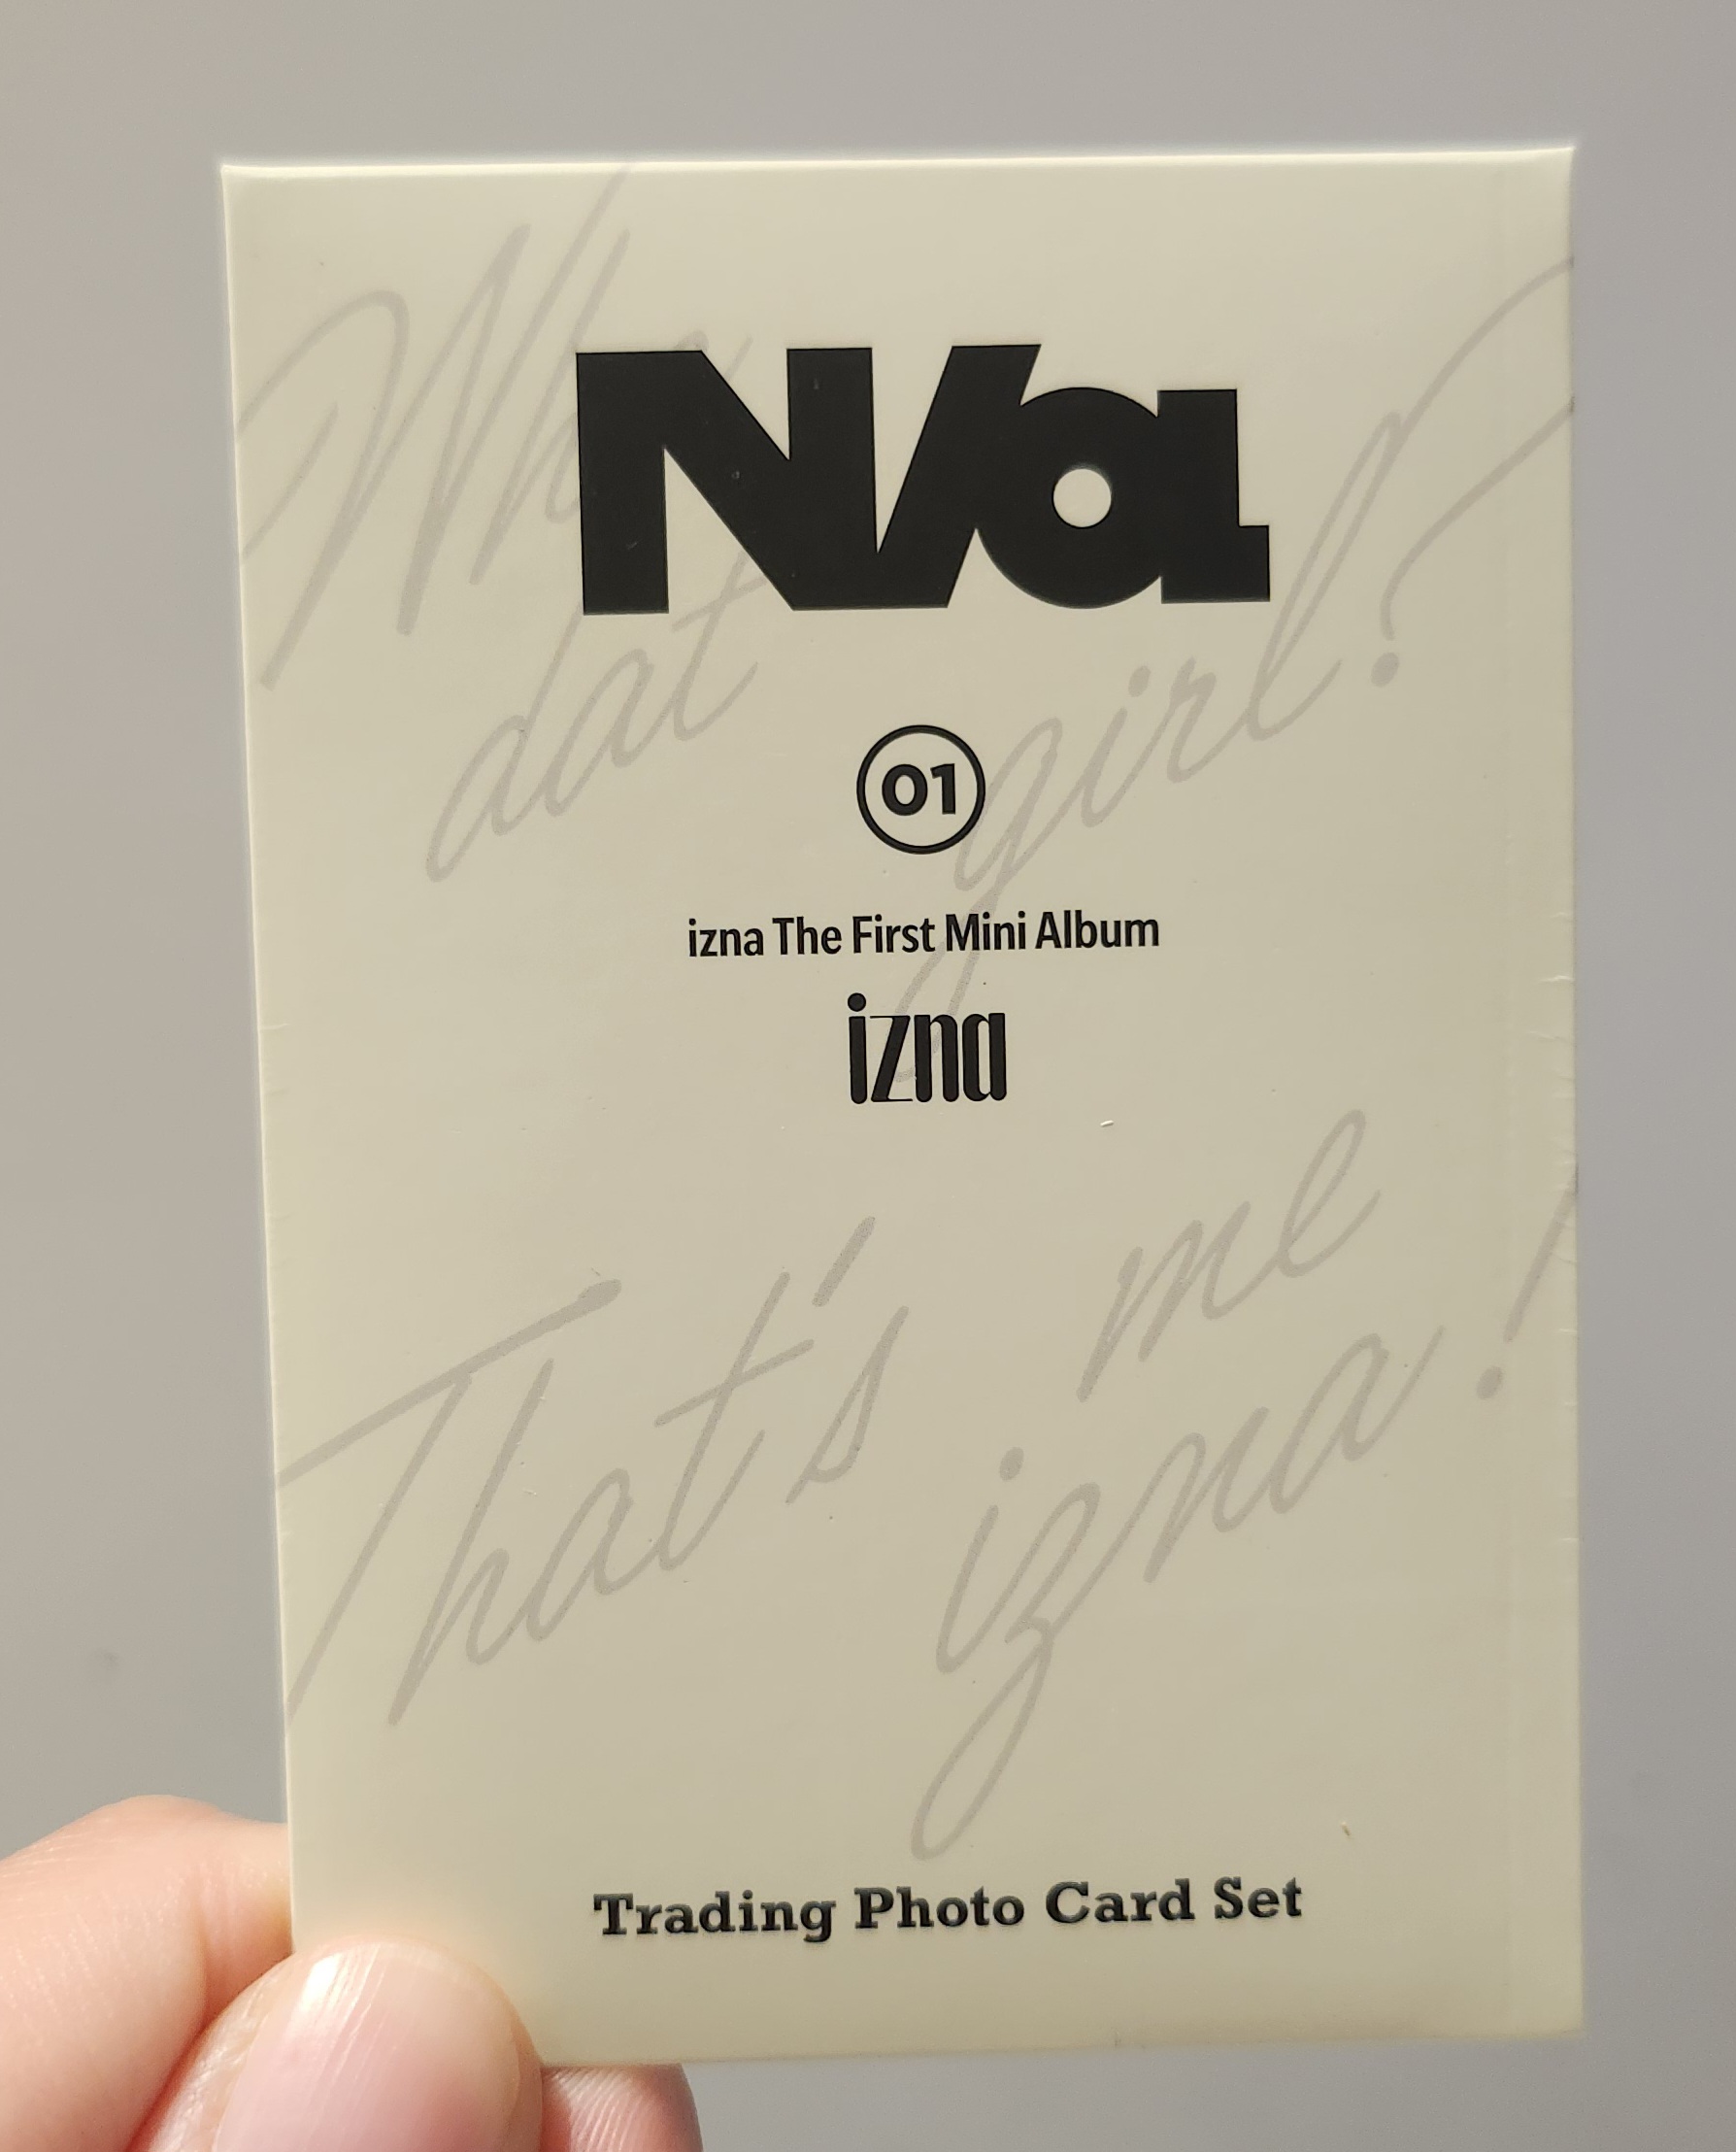 Who
N/a
dat girl?
01
izna The First Mini Album
izna
That's me
izna!
Trading Photo Card Set